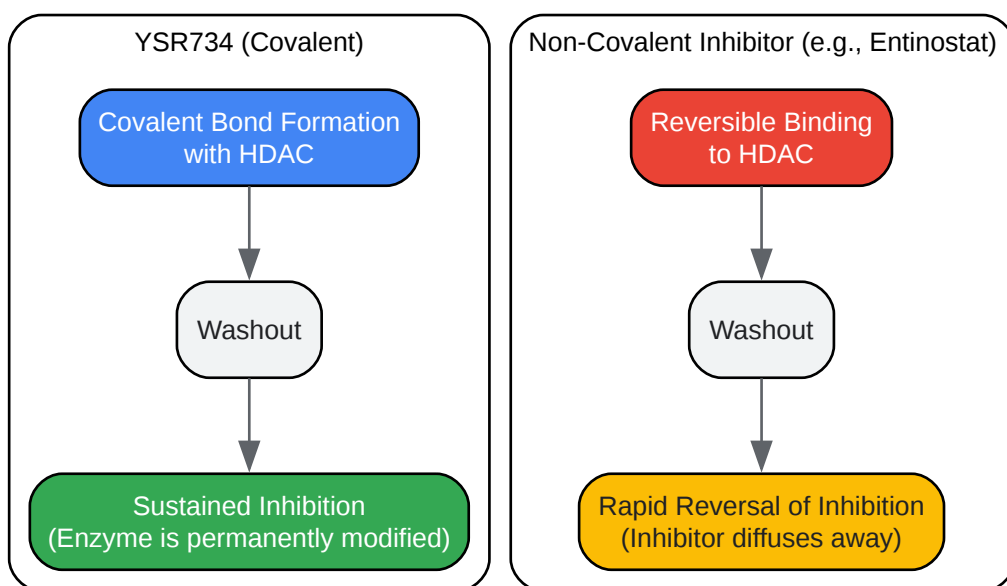 YSR734 (Covalent)
Covalent Bond Formation
with HDAC
Washout
Sustained Inhibition
(Enzyme is permanently modified)
Non-Covalent Inhibitor (e.g., Entinostat)
Reversible Binding
to HDAC
Washout
Rapid Reversal of Inhibition
(Inhibitor diffuses away)